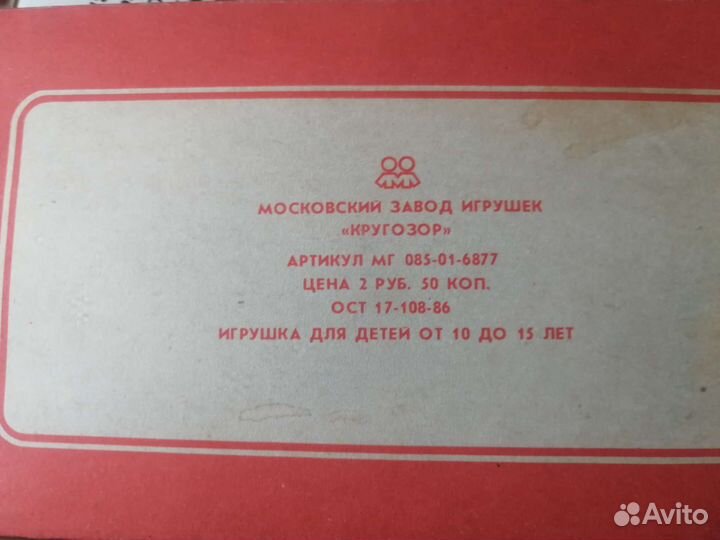 МОСКОВСКИЙ ЗАВОД ИГРУШЕК
«КРУГОЗОР»
АРТИКУЛ МГ 085-01-6877
ЦЕНА 2 РУБ. 50 КОП.
ОСТ 17-108-86
ИГРУШКА ДЛЯ ДЕТЕЙ ОТ 10 ДО 15 ЛЕТ
Avito